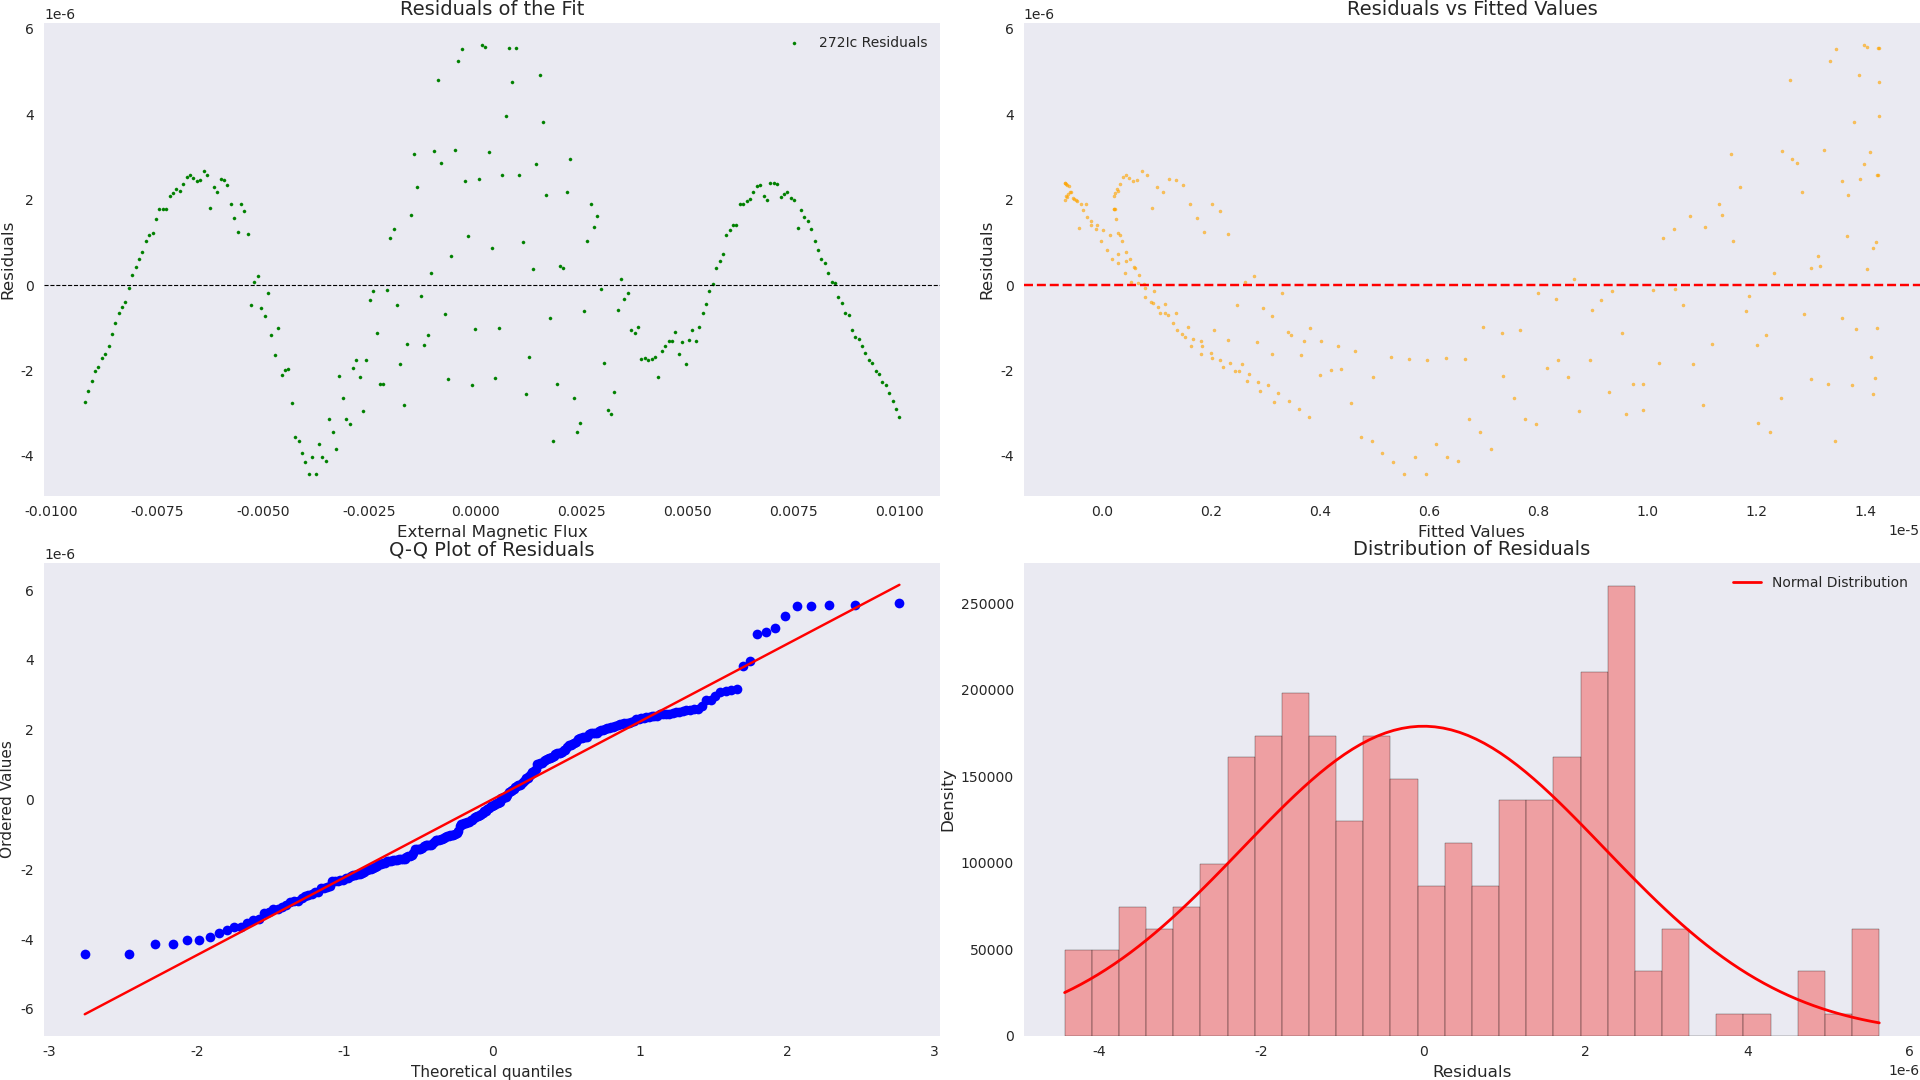 Residuals of the Fit
1e-6
272Ic Residuals
6
4
2
0
-2
-4
Residuals
-0.0100 -0.0075 -0.0050 -0.0025 0.0000 0.0025 0.0050 0.0075 0.0100
External Magnetic Flux
Residuals vs Fitted Values
1e-6
6
4
2
0
-2
-4
Residuals
0.0 0.2 0.4 0.6 0.8 1.0 1.2 1.4
Fitted Values
1e-5
Q-Q Plot of Residuals
1e-6
6
4
2
0
-2
-4
-6
Ordered Values
-3 -2 -1 0 1 2 3
Theoretical quantiles
Distribution of Residuals
Normal Distribution
250000
200000
150000
100000
50000
0
Density
-4 -2 0 2 4 6
Residuals
1e-6